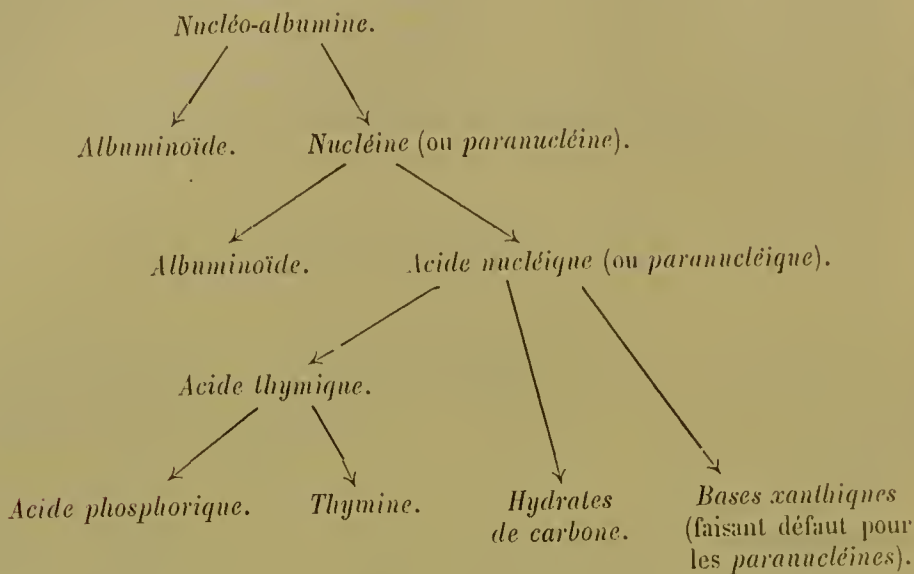 Nucléo-albumine.
Albuminoïde. Nucléine (ou paranucléine).
Albuminoïde. Acide nucléique (ou paranucléique).
Acide thymique.
Acide phosphorique. Thymine. Hydrates de carbone. Bases xanthiques (faisant défaut pour les paranucléines).